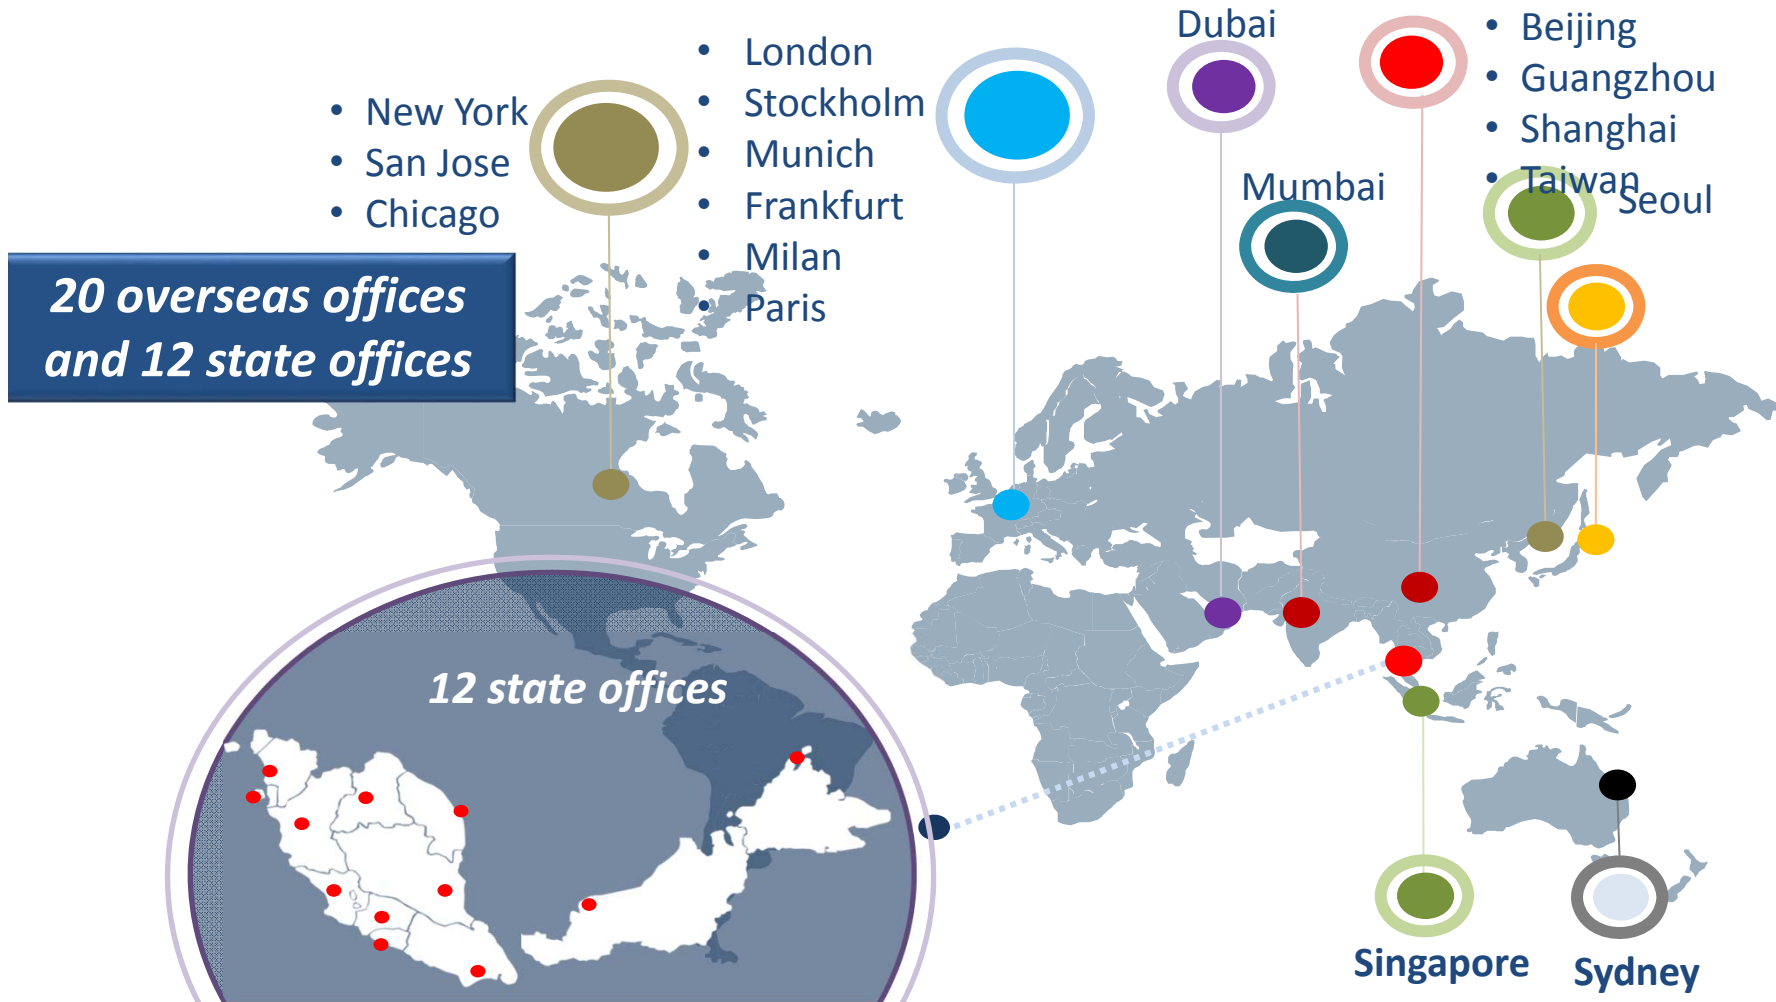 • New York
• San Jose
• Chicago
• London
• Stockholm
• Munich
• Frankfurt
• Milan
• Paris
Dubai
Mumbai
• Beijing
• Guangzhou
• Shanghai
• Taiwan
Seoul
20 overseas offices
and 12 state offices
12 state offices
Singapore
Sydney